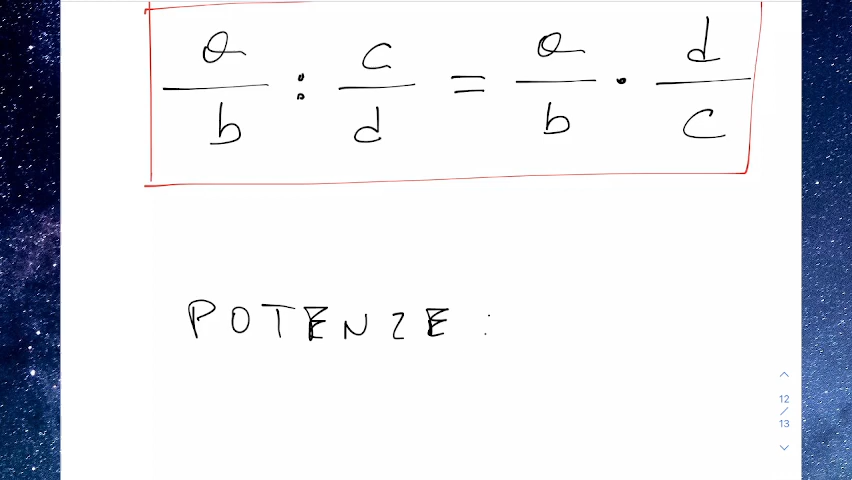 a/b : c/d = a/b · d/c
POTENZE :
12
/
13